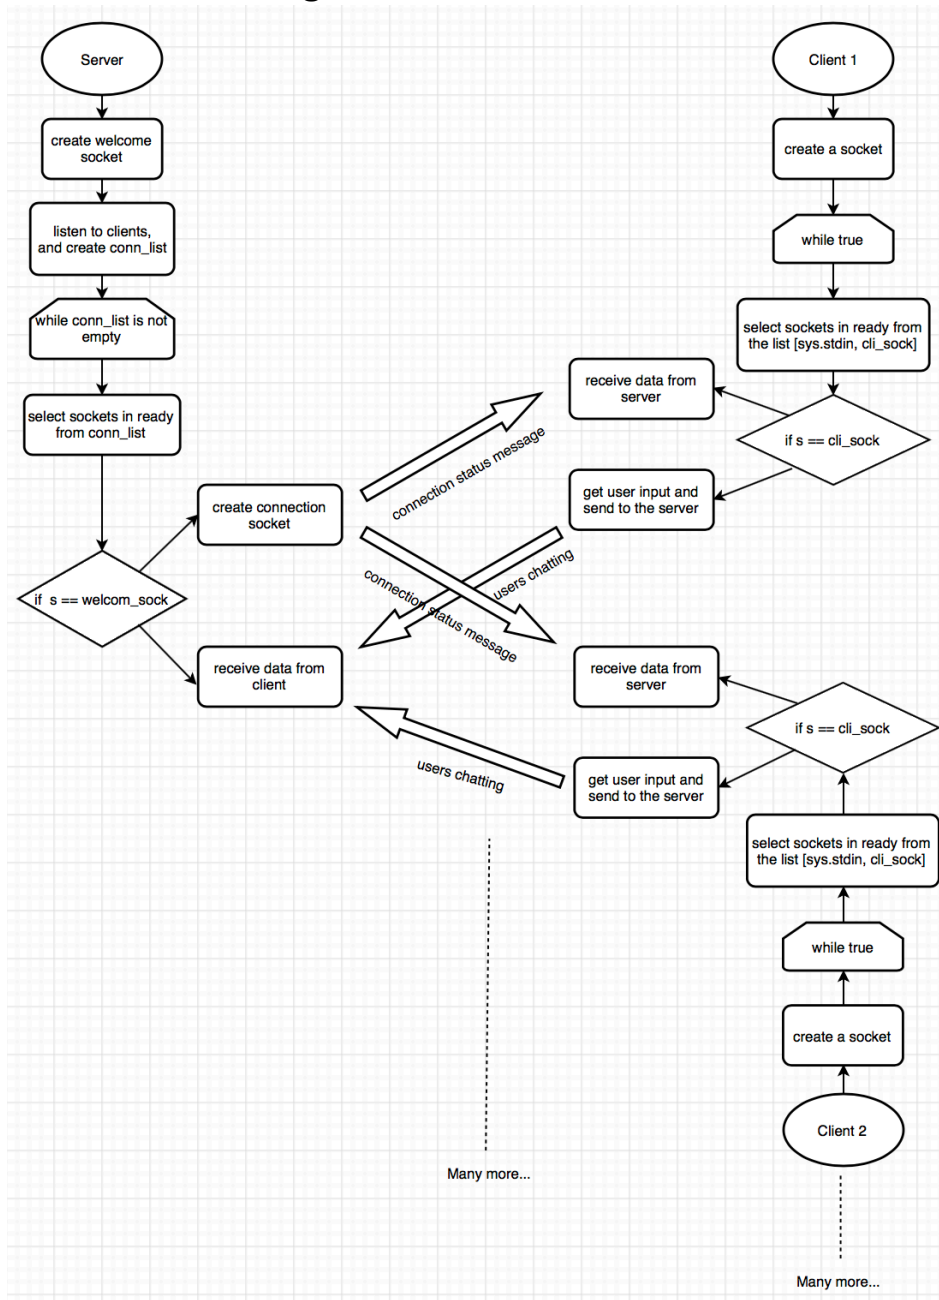 Server
create welcome
socket
listen to clients,
and create conn_list
while conn_list is not
empty
select sockets in ready
from conn_list
if s == welcom_sock
create connection
socket
receive data from
client
connection status message
connection status message
users chatting
users chatting
Client 1
create a socket
while true
select sockets in ready from
the list [sys.stdin, cli_sock]
if s == cli_sock
receive data from
server
get user input and
send to the server
receive data from
server
get user input and
send to the server
if s == cli_sock
select sockets in ready from
the list [sys.stdin, cli_sock]
while true
create a socket
Client 2
Many more...
Many more...